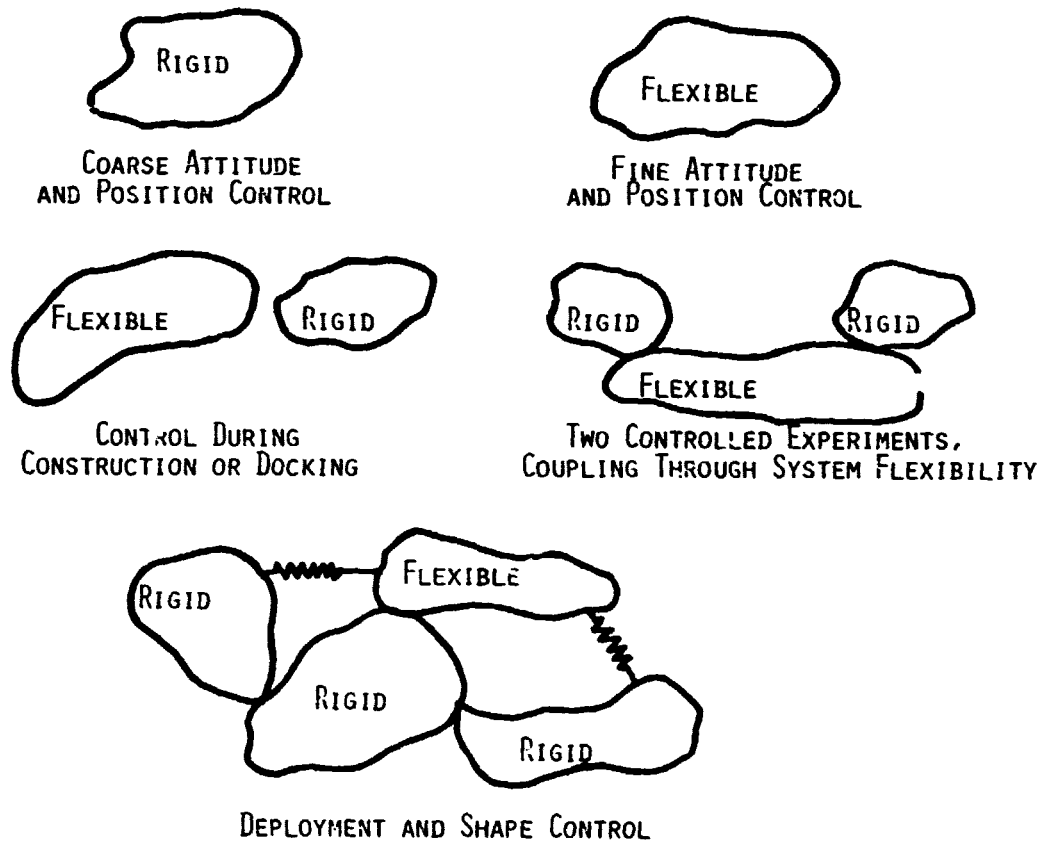 RIGID
FLEXIBLE
COARSE ATTITUDE
AND POSITION CONTROL
FINE ATTITUDE
AND POSITION CONTROL
FLEXIBLE
RIGID
RIGID
RIGID
FLEXIBLE
CONTROL DURING
CONSTRUCTION OR DOCKING
TWO CONTROLLED EXPERIMENTS,
COUPLING THROUGH SYSTEM FLEXIBILITY
RIGID
FLEXIBLE
RIGID
RIGID
DEPLOYMENT AND SHAPE CONTROL